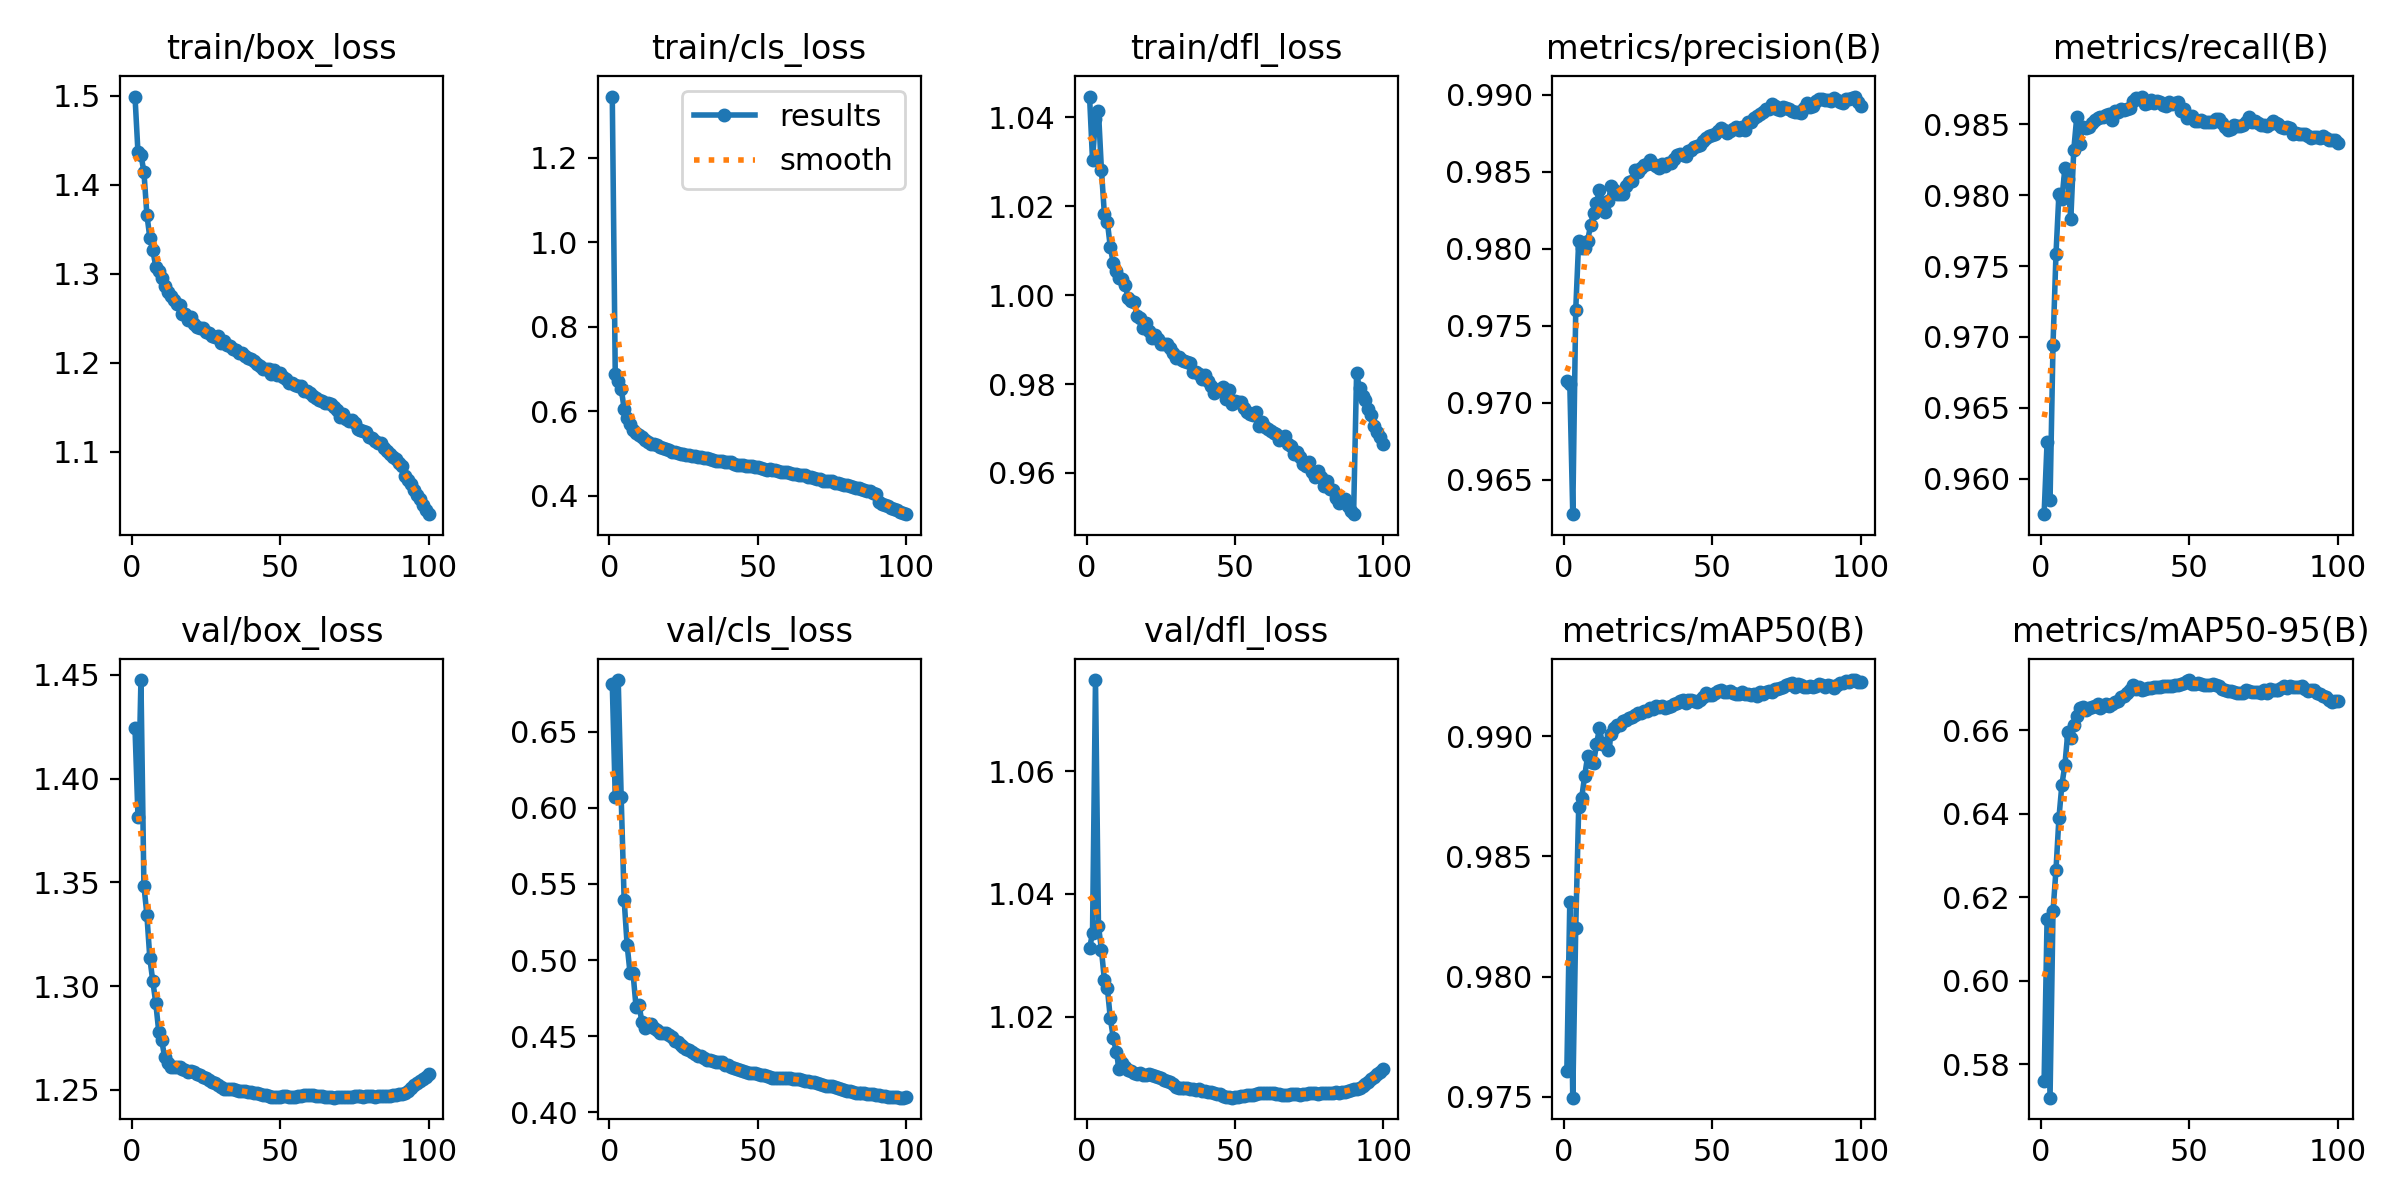 train/box_loss
1.5
1.4
1.3
1.2
1.1
0 50 100
train/cls_loss
results
smooth
1.2
1.0
0.8
0.6
0.4
0 50 100
train/dfl_loss
1.04
1.02
1.00
0.98
0.96
0 50 100
metrics/precision(B)
0.990
0.985
0.980
0.975
0.970
0.965
0 50 100
metrics/recall(B)
0.985
0.980
0.975
0.970
0.965
0.960
0 50 100
val/box_loss
1.45
1.40
1.35
1.30
1.25
0 50 100
val/cls_loss
0.65
0.60
0.55
0.50
0.45
0.40
0 50 100
val/dfl_loss
1.06
1.04
1.02
0 50 100
metrics/mAP50(B)
0.990
0.985
0.980
0.975
0 50 100
metrics/mAP50-95(B)
0.66
0.64
0.62
0.60
0.58
0 50 100